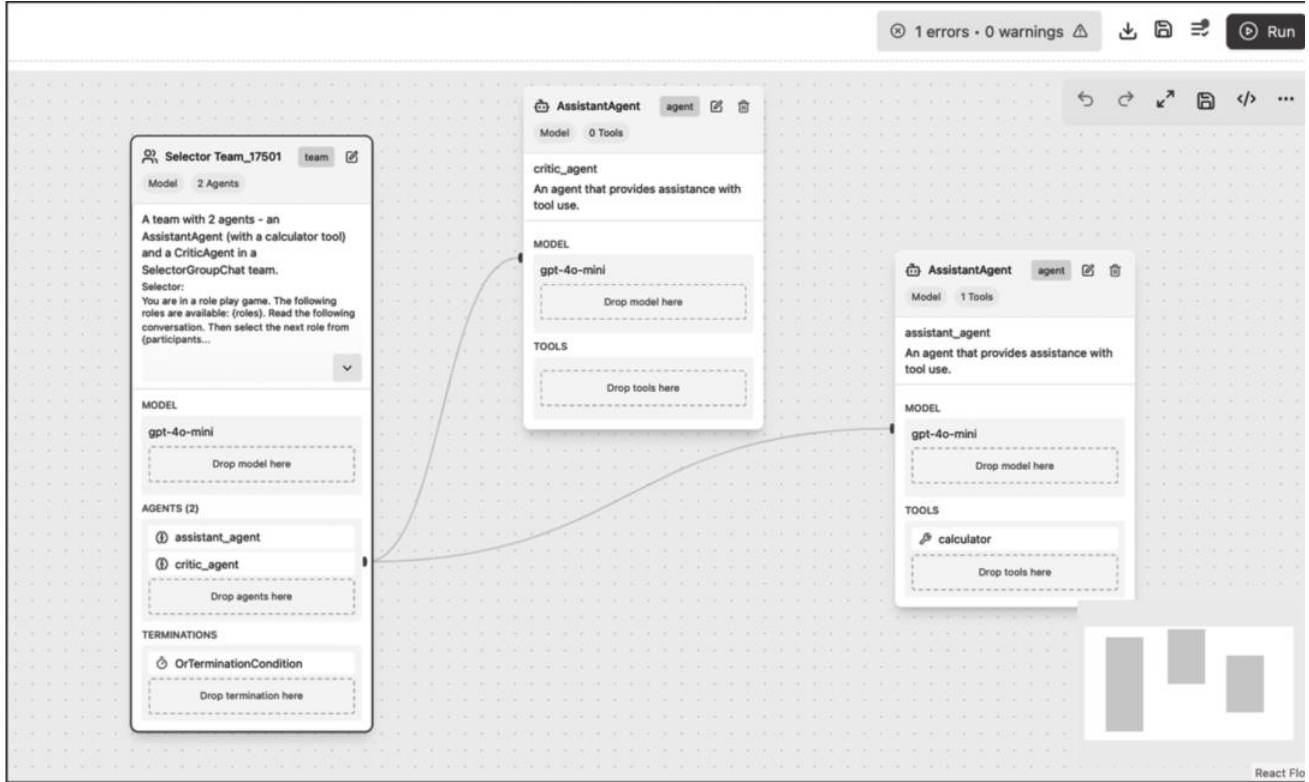 1 errors • 0 warnings
Run
Selector Team_17501
team
Model
2 Agents
A team with 2 agents - an
AssistantAgent (with a calculator tool)
and a CriticAgent in a
SelectorGroupChat team.
Selector:
You are in a role play game. The following
roles are available: {roles}. Read the following
conversation. Then select the next role from
{participants...
MODEL
gpt-4o-mini
Drop model here
AGENTS (2)
assistant_agent
critic_agent
Drop agents here
TERMINATIONS
OrTerminationCondition
Drop termination here
AssistantAgent
agent
Model
0 Tools
critic_agent
An agent that provides assistance with
tool use.
MODEL
gpt-4o-mini
Drop model here
TOOLS
Drop tools here
AssistantAgent
agent
Model
1 Tools
assistant_agent
An agent that provides assistance with
tool use.
MODEL
gpt-4o-mini
Drop model here
TOOLS
calculator
Drop tools here
React Flo